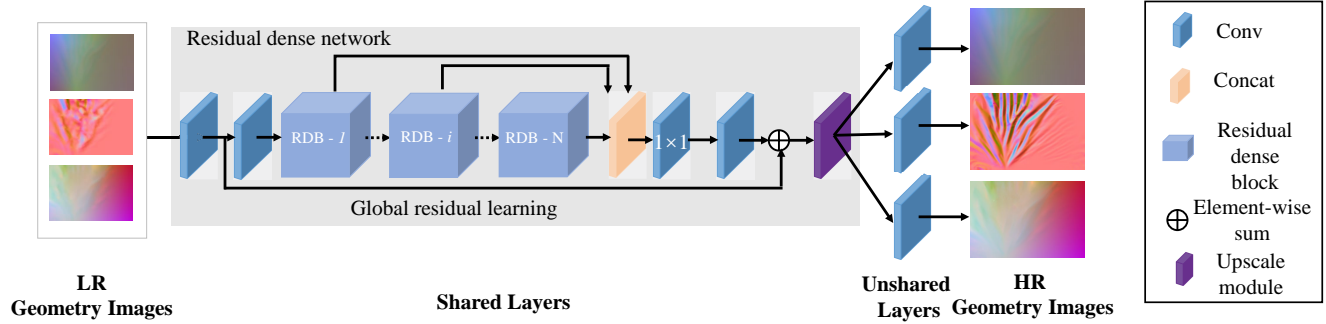 Residual dense network
RDB - 1
RDB - i
RDB - N
1×1
Global residual learning
LR
Geometry Images
Shared Layers
Unshared
Layers
HR
Geometry Images
Conv
Concat
Residual
dense
block
Element-wise
sum
Upscale
module